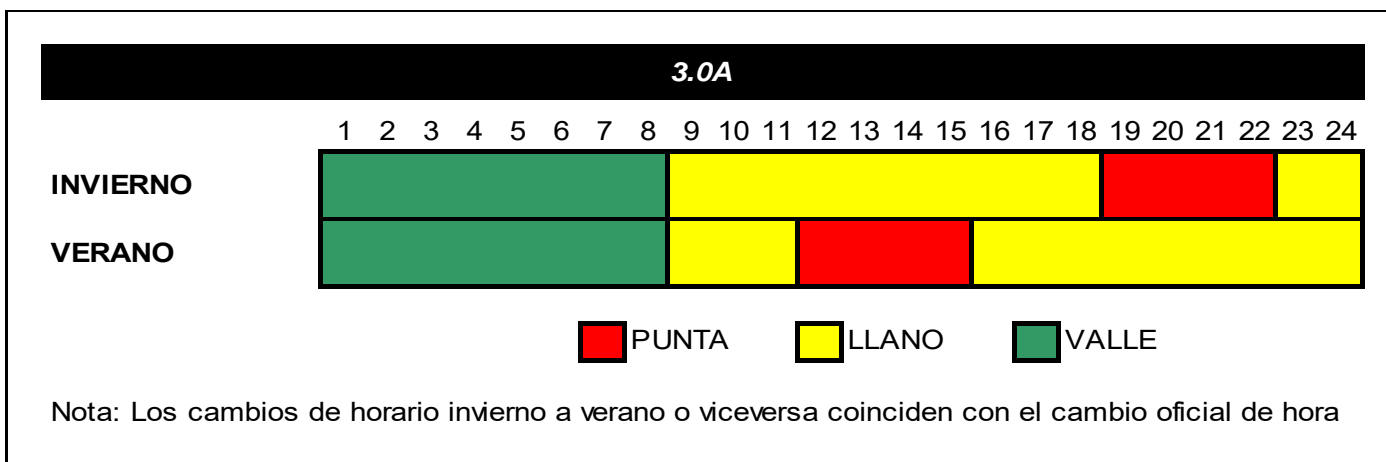 3.0A
1 2 3 4 5 6 7 8 9 10 11 12 13 14 15 16 17 18 19 20 21 22 23 24
INVIERNO
VERANO
PUNTA LLANO VALLE
Nota: Los cambios de horario invierno a verano o viceversa coinciden con el cambio oficial de hora